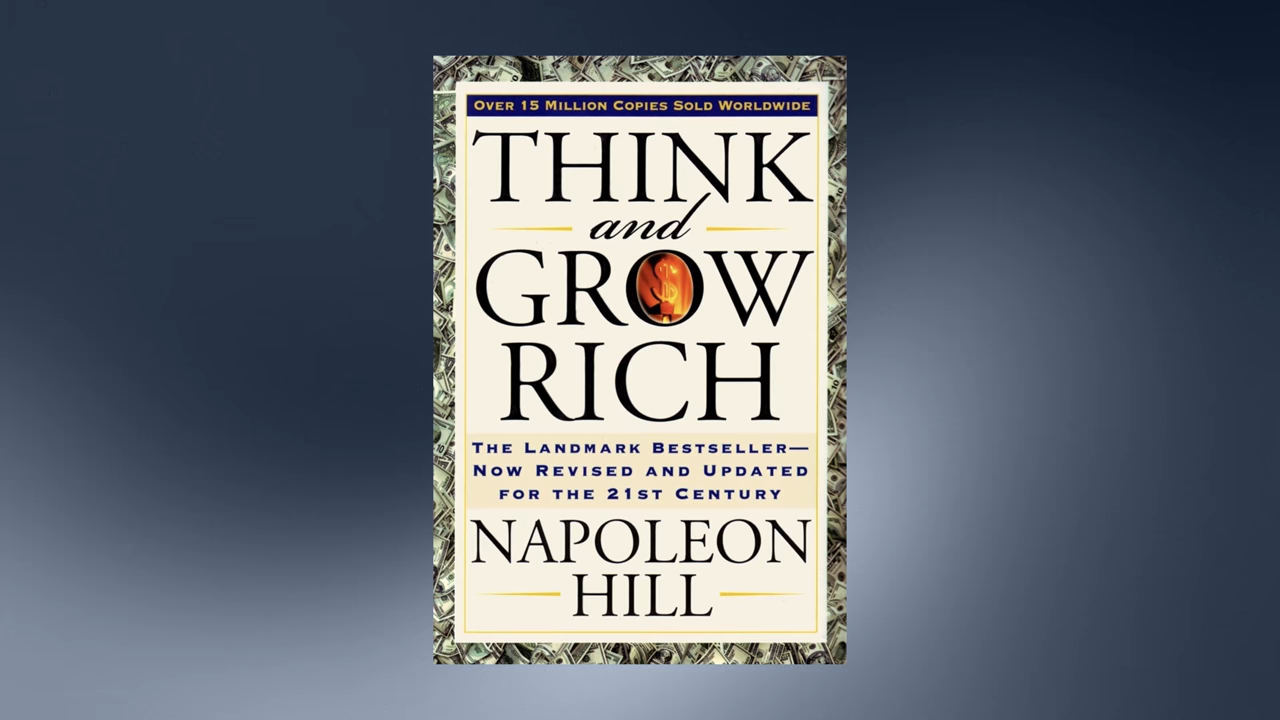 Over 15 Million Copies Sold Worldwide
THINK
and
GROW
RICH
The Landmark Bestseller—
Now Revised and Updated
for the 21st Century
NAPOLEON
HILL